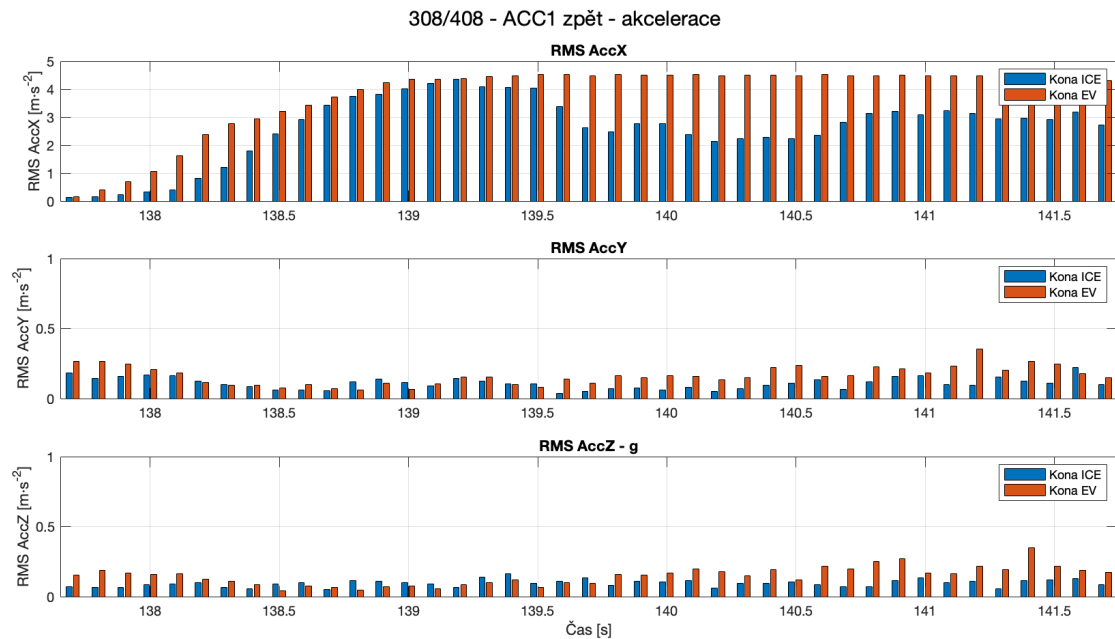 308/408 - ACC1 zpět - akcelerace
RMS AccX
RMS AccX [m·s⁻²]
5
4
3
2
1
0
138
138.5
139
139.5
140
140.5
141
141.5
Kona ICE
Kona EV
RMS AccY
RMS AccY [m·s⁻²]
1
0.5
0
138
138.5
139
139.5
140
140.5
141
141.5
Kona ICE
Kona EV
RMS AccZ - g
RMS AccZ [m·s⁻²]
1
0.5
0
138
138.5
139
139.5
140
140.5
141
141.5
Kona ICE
Kona EV
Čas [s]